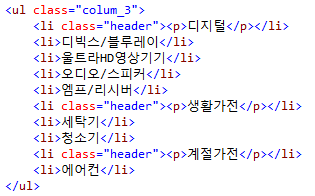 <ul class="colum_3">
<li class="header"><p>디지털</p></li>
<li>디빅스/블루레이</li>
<li>울트라HD영상기기</li>
<li>오디오/스피커</li>
<li>엠프/리시버</li>
<li class="header"><p>생활가전</p></li>
<li>세탁기</li>
<li>청소기</li>
<li class="header"><p>계절가전</p></li>
<li>에어컨</li>
</ul>